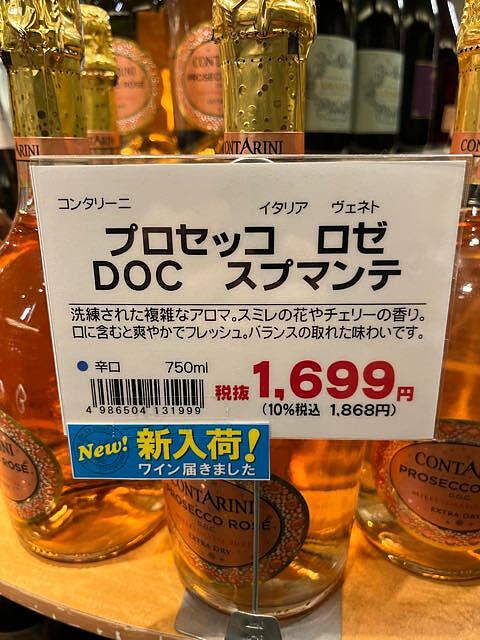 CONTARINI
PROSECCO ROSÉ
CONTARINI
コンタリーニ イタリア ヴェネト
プロセッコ ロゼ
DOC スプマンテ
洗練された複雑なアロマ。スミレの花やチェリーの香り。
口に含むと爽やかでフレッシュ。バランスの取れた味わいです。
●辛口 750ml
税抜 1,699円
(10%税込 1,868円)
4 986504 131999
New! 新入荷!
ワイン届きました
CONTARINI
PROSECCO ROSÉ
D.O.C.
EXTRA DRY
CONTARINI
PROSECCO
D.O.C.
EXTRA DRY